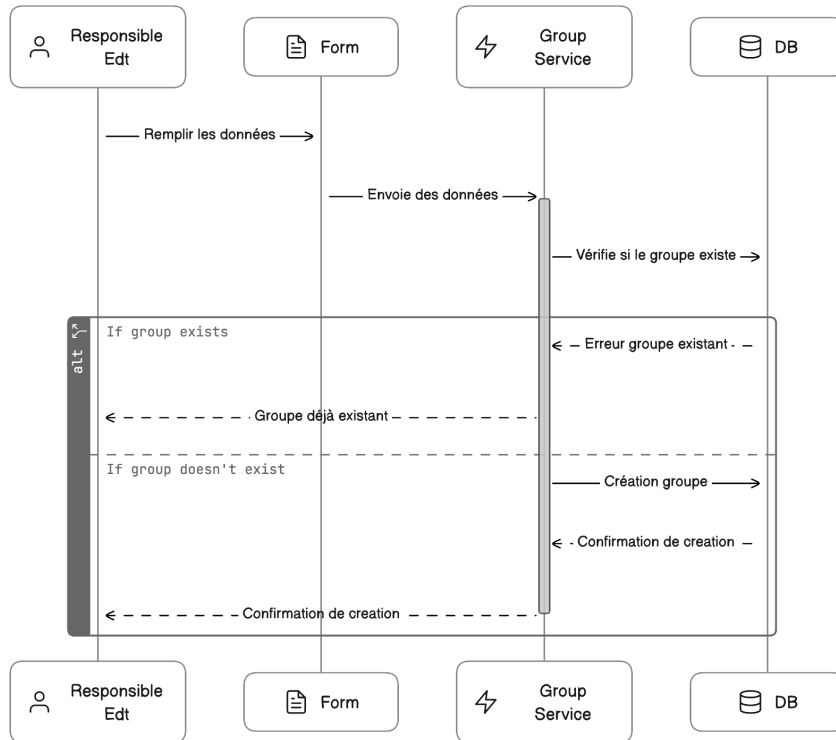 Responsible
Edt
Form
Group
Service
DB
Remplir les données
Envoie des données
Vérifie si le groupe existe
alt
If group exists
Erreur groupe existant
Groupe déjà existant
If group doesn't exist
Création groupe
Confirmation de creation
Confirmation de creation
Responsible
Edt
Form
Group
Service
DB